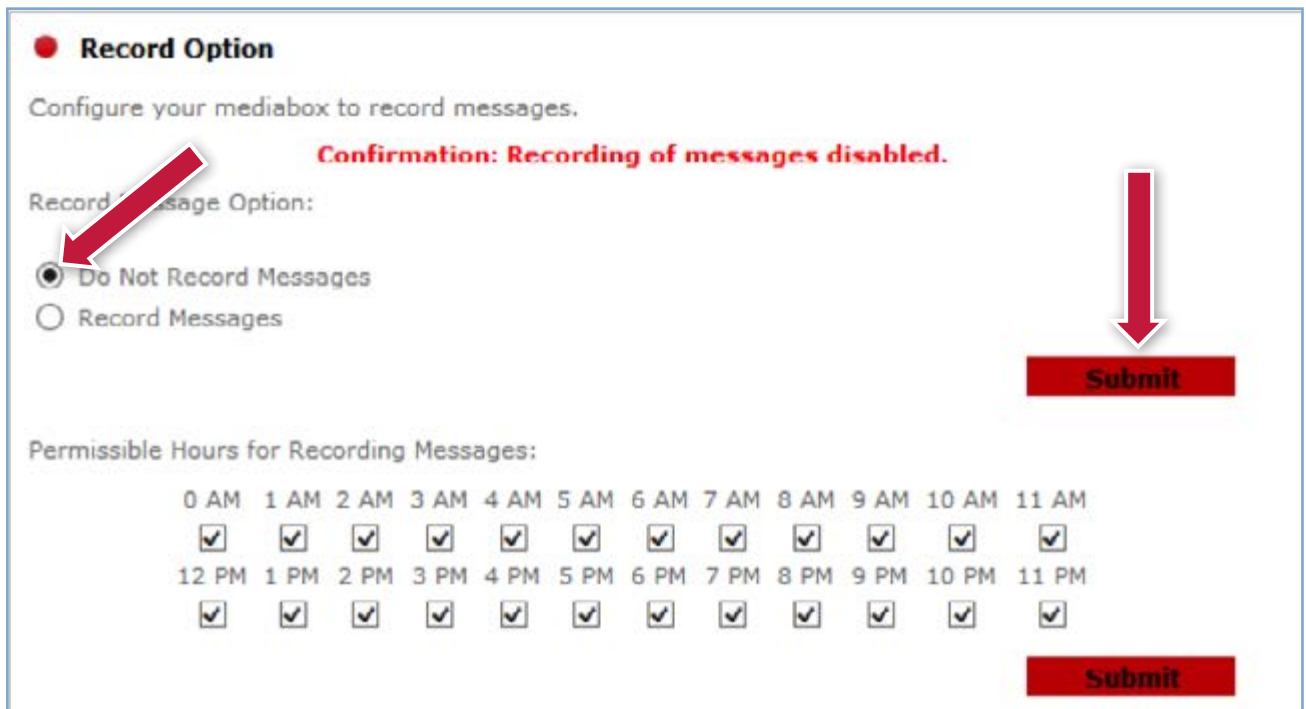 Record Option
Configure your mediabox to record messages.
Confirmation: Recording of messages disabled.
Record Message Option:
Do Not Record Messages
Record Messages
Submit
Permissible Hours for Recording Messages:
0 AM 1 AM 2 AM 3 AM 4 AM 5 AM 6 AM 7 AM 8 AM 9 AM 10 AM 11 AM
12 PM 1 PM 2 PM 3 PM 4 PM 5 PM 6 PM 7 PM 8 PM 9 PM 10 PM 11 PM
Submit